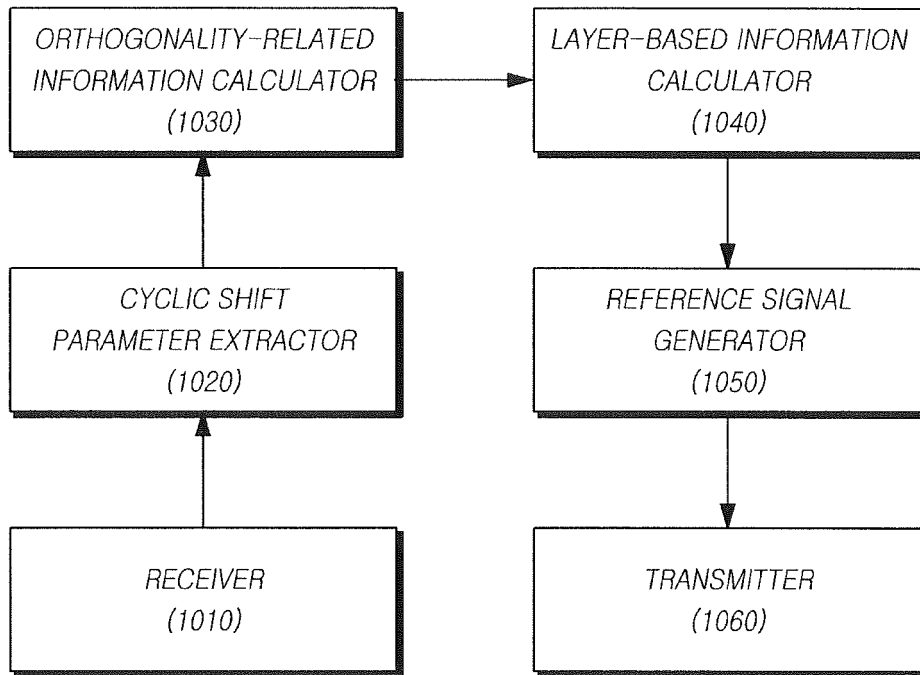 ORTHOGONALITY-RELATED
INFORMATION CALCULATOR
(1030)
LAYER-BASED INFORMATION
CALCULATOR
(1040)
CYCLIC SHIFT
PARAMETER EXTRACTOR
(1020)
REFERENCE SIGNAL
GENERATOR
(1050)
RECEIVER
(1010)
TRANSMITTER
(1060)